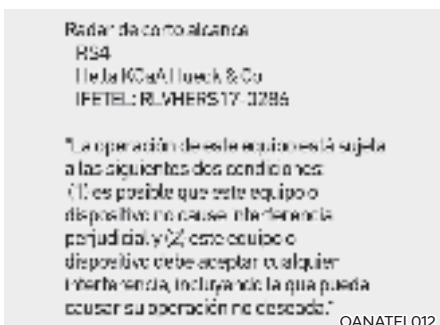 Radar de corto alcance
RS4
Hella KGaA Hueck & Co
IFETEL: RLVHERS17-0286
"La operación de este equipo está sujeta
a las siguientes dos condiciones:
(1) es posible que este equipo o
dispositivo no cause interferencia
perjudicial y (2) este equipo o
dispositivo debe aceptar cualquier
interferencia, incluyendo la que pueda
causar su operación no deseada."
OANATEL012